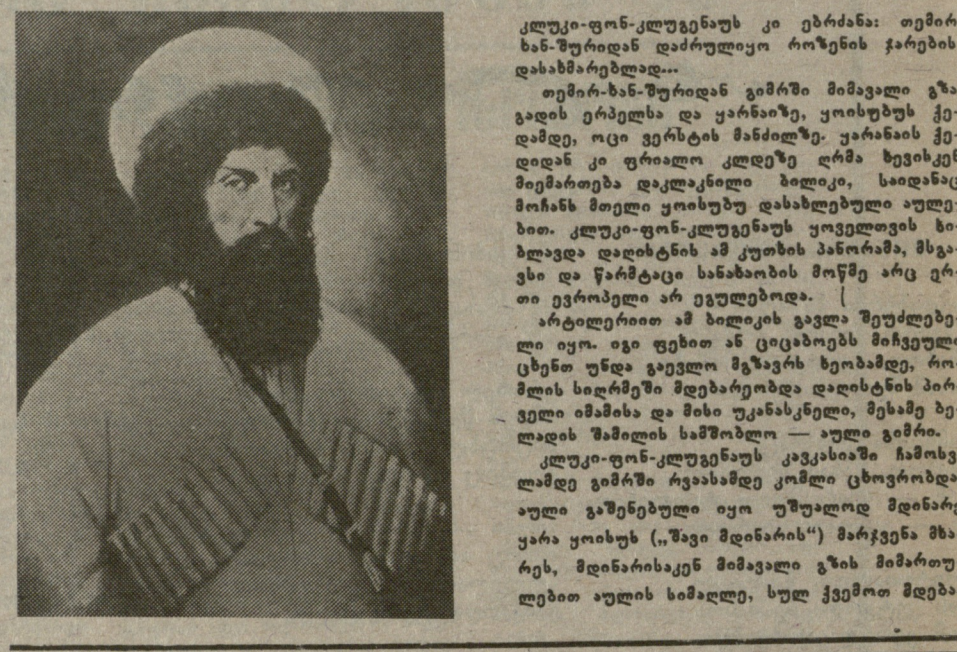 კლუკი-ფონ-კლუგენაუს კი ებრძანა: თემირ
ხან-შურიდან დაძრულიყო როზენის ჯარების
დასახმარებლად...
თემირ-ხან-შურიდან გიმრში მიმავალი გზა
გადის ერპელსა და ყარნაიზე, ყოისუბუს ქე-
დამდე, ოცი ვერსტის მანძილზე. ყარანაის ქე-
დიდან კი ფრიალო კლდეზე ღრმა ხევისკენ
მიემართება დაკლაკნილი ბილიკი, საიდანაც
მოჩანს მთელი ყოისუბუ დასახლებული აულე-
ბით. კლუკი-ფონ-კლუგენაუს ყოველთვის ხი-
ბლავდა დაღისტნის ამ კუთხის პანორამა, მსგა-
ვსი და წარმტაცი სანახაობის მოწმე არც ერ-
თი ევროპელი არ ეგულებოდა.
არტილერიით ამ ბილიკის გავლა შეუძლებე-
ლი იყო. იგი ფეხით ან ციცაბოებს მიჩვეული
ცხენთ უნდა გაევლო მგზავრს ხეობამდე, რო-
მლის სიღრმეში მდებარეობდა დაღისტნის პირ-
ველი იმამისა და მისი უკანასკნელი, მესამე ბე-
ლადის შამილის სამშობლო — აული გიმრი.
კლუკი-ფონ-კლუგენაუს კავკასიაში ჩამოსვ
ლამდე გიმრში რვაასამდე კომლი ცხოვრობდა
აული გაშენებული იყო უშუალოდ მდინარე
ყარა ყოისუს („შავი მდინარის“) მარჯვენა მხა-
რეს, მდინარისაკენ მიმავალი გზის მიმართუ
ლებით აულის სიმაღლე, სულ ქვემოთ მდება